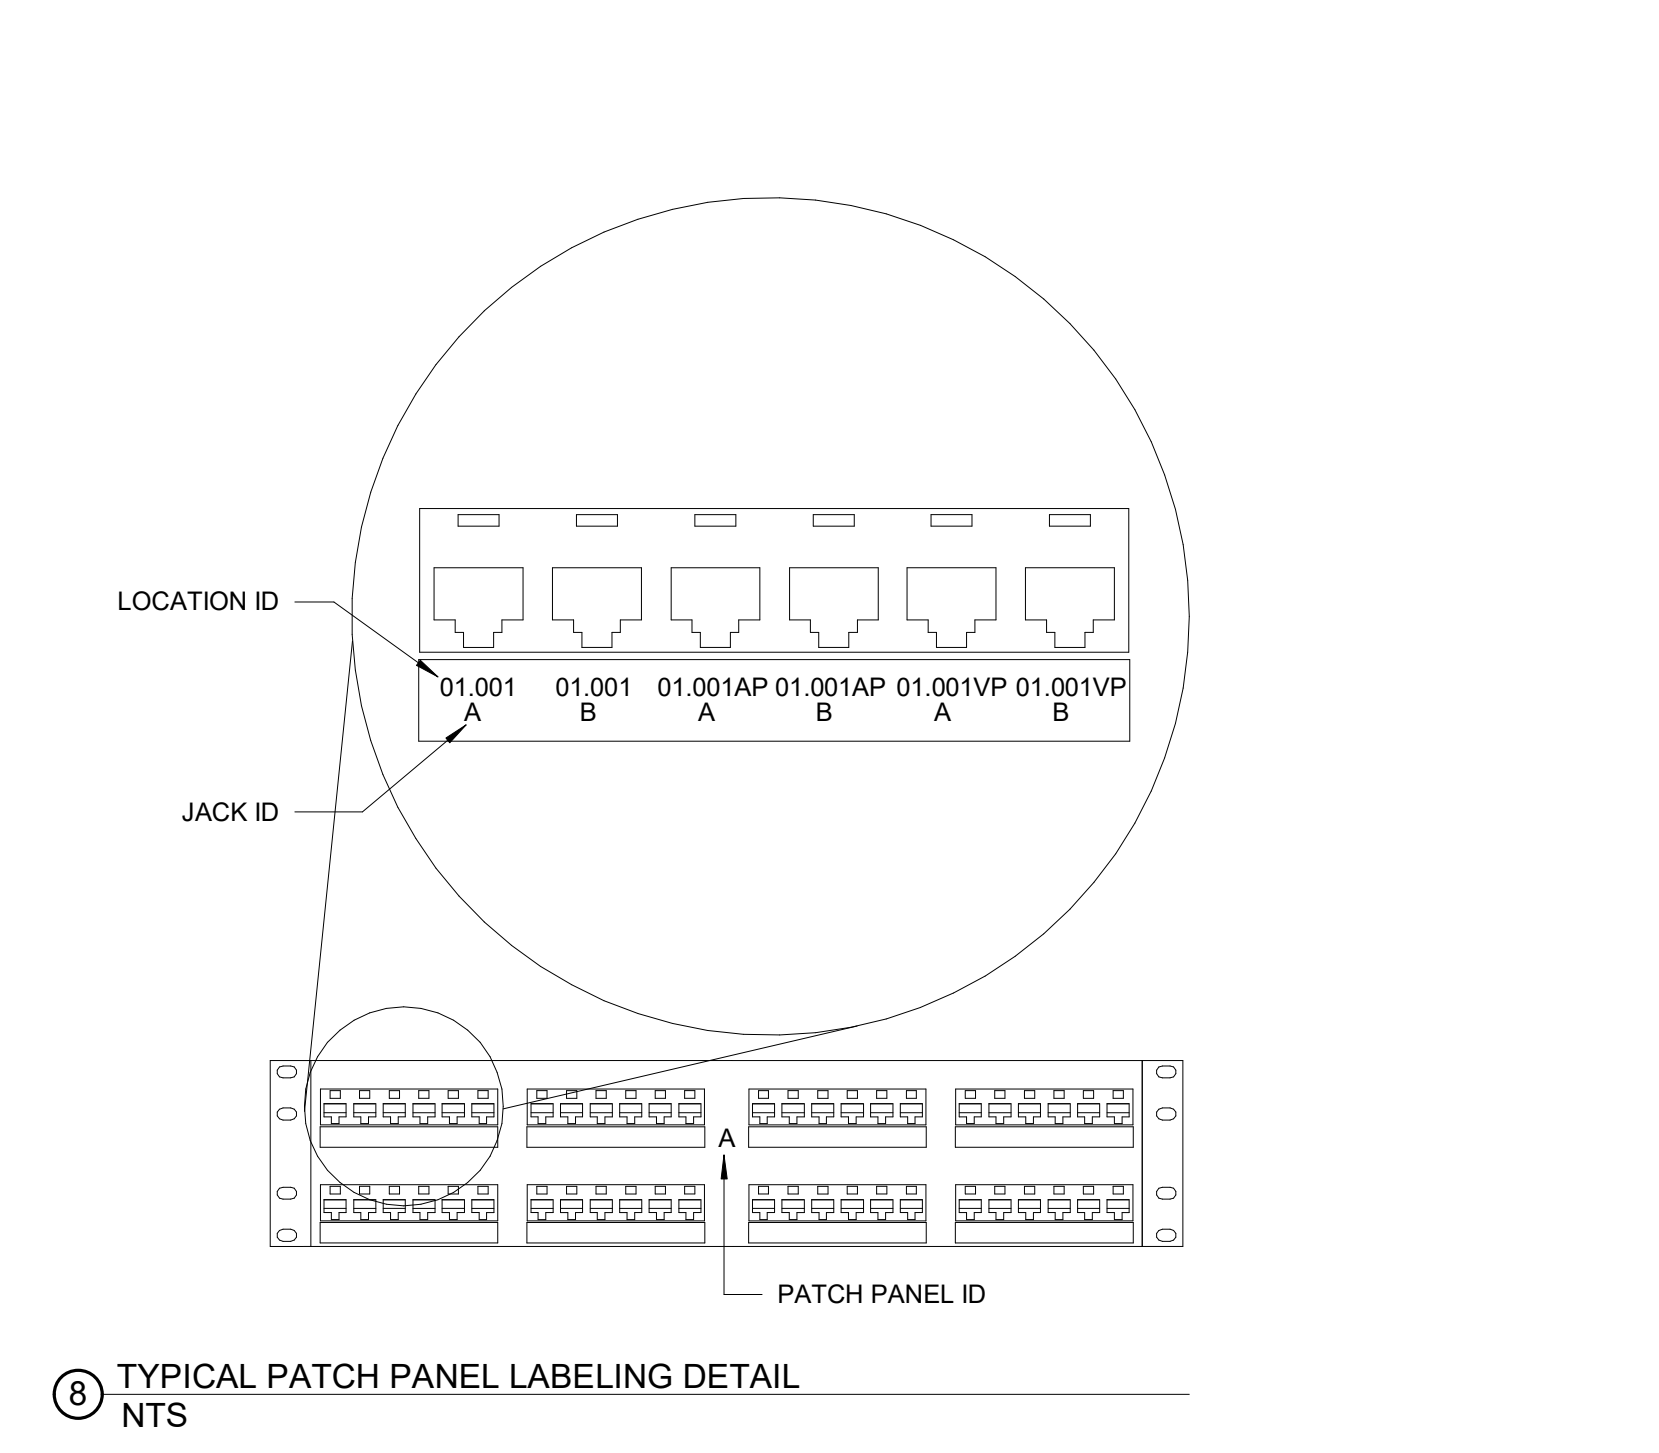 LOCATION ID
01.001 01.001 01.001AP 01.001AP 01.001VP 01.001VP
A B A B A B
JACK ID
A
PATCH PANEL ID
8 TYPICAL PATCH PANEL LABELING DETAIL
NTS